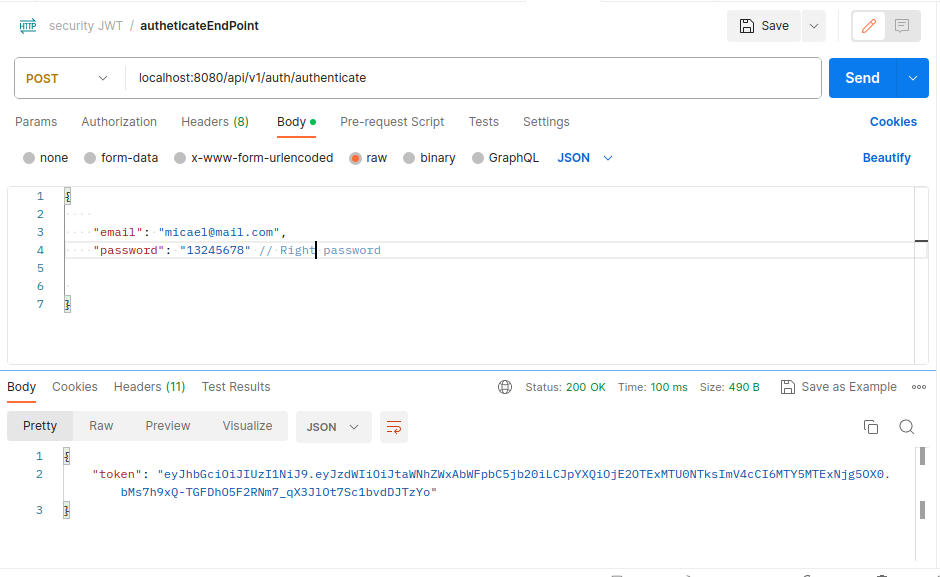 HTTP security JWT / autheticateEndPoint Save
POST localhost:8080/api/v1/auth/authenticate Send
Params Authorization Headers (8) Body Pre-request Script Tests Settings Cookies
none form-data x-www-form-urlencoded raw binary GraphQL JSON Beautify
1 {
2
3 "email": "micael@mail.com",
4 "password": "13245678" // Right password
5
6
7 }
Body Cookies Headers (11) Test Results Status: 200 OK Time: 100 ms Size: 490 B Save as Example
Pretty Raw Preview Visualize JSON
1 {
2 "token": "eyJhbGciOiJIUzI1NiJ9.eyJzdWIiOiJtaWNhZWxAbWFpbC5jb20iLCJpYXQiOjE2OTExMTU0NTksImV4cCI6MTY5MTExNjg5OX0.
bMs7h9xQ-TGFDhO5F2RNm7_qX3JlOt7Sc1bvdDJTzYo"
3 }